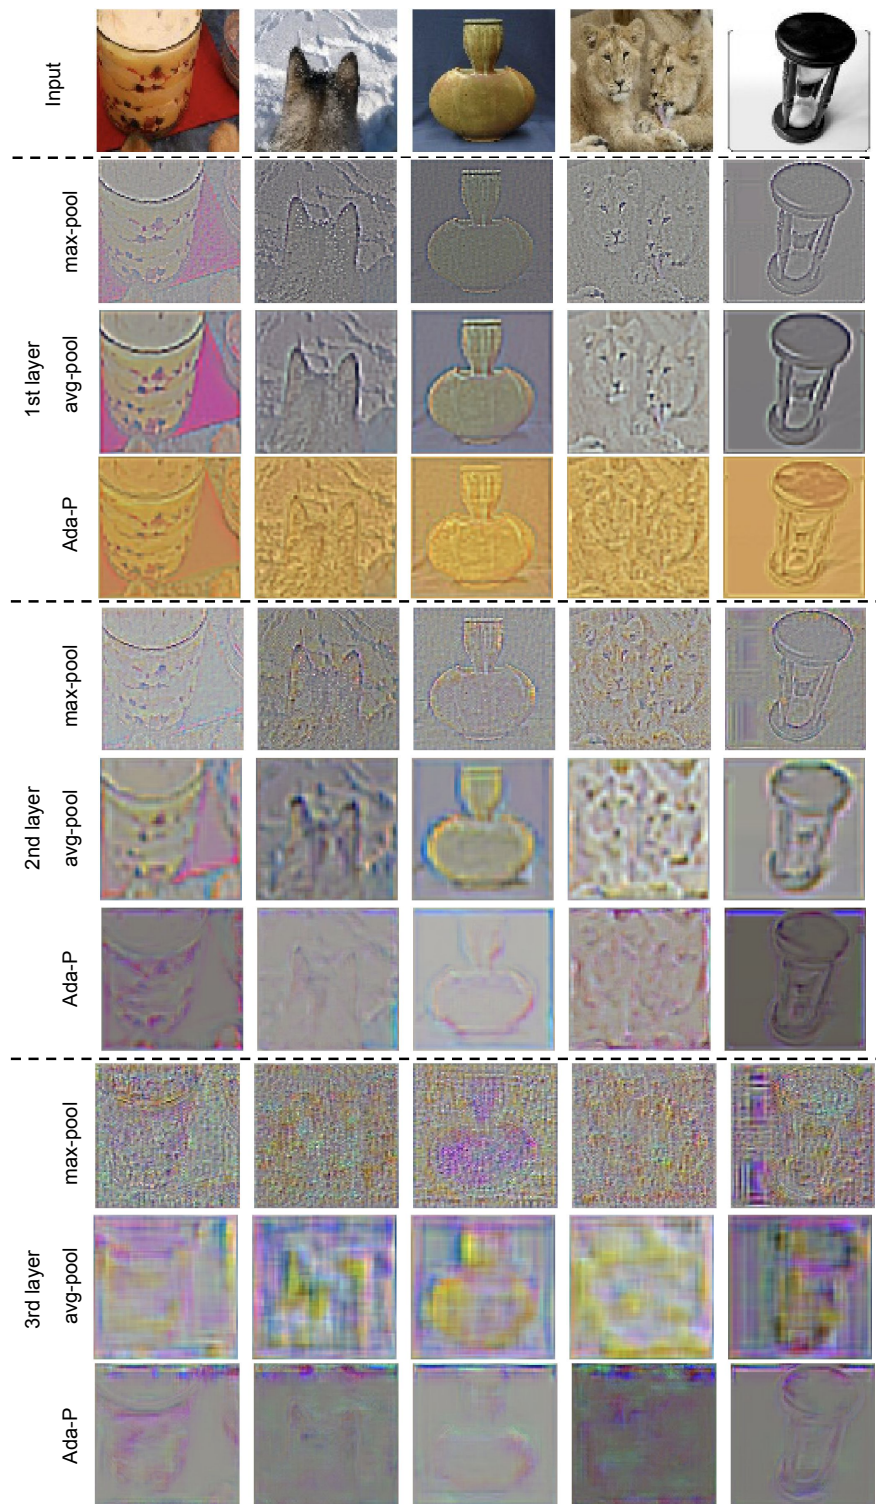 Input
1st layer
max-pool
avg-pool
Ada-P
2nd layer
max-pool
avg-pool
Ada-P
3rd layer
max-pool
avg-pool
Ada-P